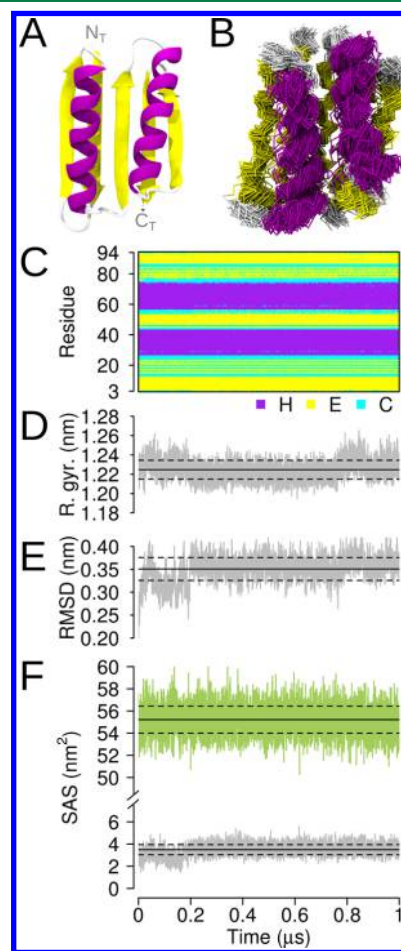 A
N_T
C_T
B
C
Residue
94
80
60
40
20
3
H E C
D
R. gyr. (nm)
1.28
1.26
1.24
1.22
1.20
1.18
E
RMSD (nm)
0.40
0.35
0.30
0.25
0.20
F
SAS (nm²)
60
58
56
54
52
50
6
4
2
0
0 0.2 0.4 0.6 0.8 1
Time (μs)